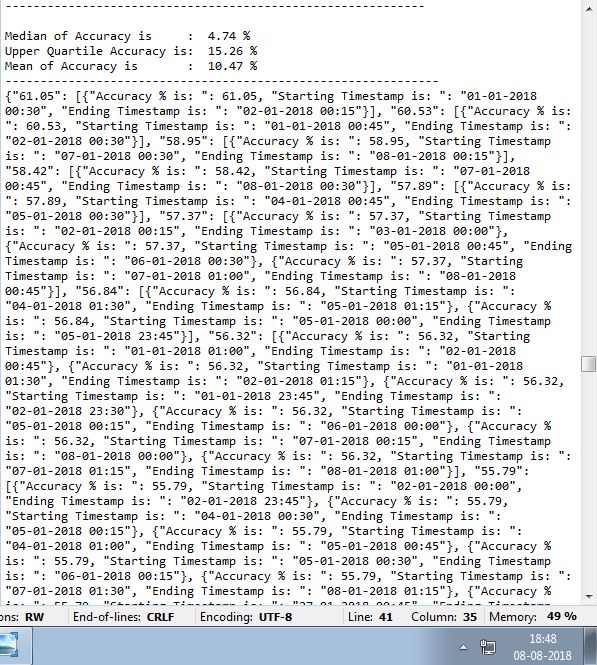 -------------------------------------------------------
Median of Accuracy is     :  4.74 %
Upper Quartile Accuracy is:  15.26 %
Mean of Accuracy is       :  10.47 %
---------------------------------------------------------
{"61.05": [{"Accuracy % is: ": 61.05, "Starting Timestamp is: ": "01-01-2018
00:30", "Ending Timestamp is: ": "02-01-2018 00:15"}], "60.53": [{"Accuracy % is:
": 60.53, "Starting Timestamp is: ": "01-01-2018 00:45", "Ending Timestamp is: ":
"02-01-2018 00:30"}], "58.95": [{"Accuracy % is: ": 58.95, "Starting Timestamp
is: ": "07-01-2018 00:30", "Ending Timestamp is: ": "08-01-2018 00:15"}],
"58.42": [{"Accuracy % is: ": 58.42, "Starting Timestamp is: ": "07-01-2018
00:45", "Ending Timestamp is: ": "08-01-2018 00:30"}], "57.89": [{"Accuracy % is:
": 57.89, "Starting Timestamp is: ": "04-01-2018 00:45", "Ending Timestamp is: ":
"05-01-2018 00:30"}], "57.37": [{"Accuracy % is: ": 57.37, "Starting Timestamp
is: ": "02-01-2018 00:15", "Ending Timestamp is: ": "03-01-2018 00:00"},
{"Accuracy % is: ": 57.37, "Starting Timestamp is: ": "05-01-2018 00:45", "Ending
Timestamp is: ": "06-01-2018 00:30"}, {"Accuracy % is: ": 57.37, "Starting
Timestamp is: ": "07-01-2018 01:00", "Ending Timestamp is: ": "08-01-2018
00:45"}], "56.84": [{"Accuracy % is: ": 56.84, "Starting Timestamp is: ":
"04-01-2018 01:30", "Ending Timestamp is: ": "05-01-2018 01:15"}, {"Accuracy %
is: ": 56.84, "Starting Timestamp is: ": "05-01-2018 00:00", "Ending Timestamp
is: ": "05-01-2018 23:45"}], "56.32": [{"Accuracy % is: ": 56.32, "Starting
Timestamp is: ": "01-01-2018 01:00", "Ending Timestamp is: ": "02-01-2018
00:45"}, {"Accuracy % is: ": 56.32, "Starting Timestamp is: ": "01-01-2018
01:30", "Ending Timestamp is: ": "02-01-2018 01:15"}, {"Accuracy % is: ": 56.32,
"Starting Timestamp is: ": "01-01-2018 23:45", "Ending Timestamp is: ":
"02-01-2018 23:30"}, {"Accuracy % is: ": 56.32, "Starting Timestamp is: ":
"05-01-2018 00:15", "Ending Timestamp is: ": "06-01-2018 00:00"}, {"Accuracy %
is: ": 56.32, "Starting Timestamp is: ": "07-01-2018 00:15", "Ending Timestamp
is: ": "08-01-2018 00:00"}, {"Accuracy % is: ": 56.32, "Starting Timestamp is: ":
"07-01-2018 01:15", "Ending Timestamp is: ": "08-01-2018 01:00"}], "55.79":
[{"Accuracy % is: ": 55.79, "Starting Timestamp is: ": "02-01-2018 00:00",
"Ending Timestamp is: ": "02-01-2018 23:45"}, {"Accuracy % is: ": 55.79,
"Starting Timestamp is: ": "04-01-2018 00:30", "Ending Timestamp is: ":
"05-01-2018 00:15"}, {"Accuracy % is: ": 55.79, "Starting Timestamp is: ":
"04-01-2018 01:00", "Ending Timestamp is: ": "05-01-2018 00:45"}, {"Accuracy %
is: ": 55.79, "Starting Timestamp is: ": "05-01-2018 00:30", "Ending Timestamp
is: ": "06-01-2018 00:15"}, {"Accuracy % is: ": 55.79, "Starting Timestamp is: ":
"07-01-2018 01:30", "Ending Timestamp is: ": "08-01-2018 01:15"}, {"Accuracy %
ons: RW End-of-lines: CRLF Encoding: UTF-8 Line: 41 Column: 35 Memory: 49 %
18:48
08-08-2018